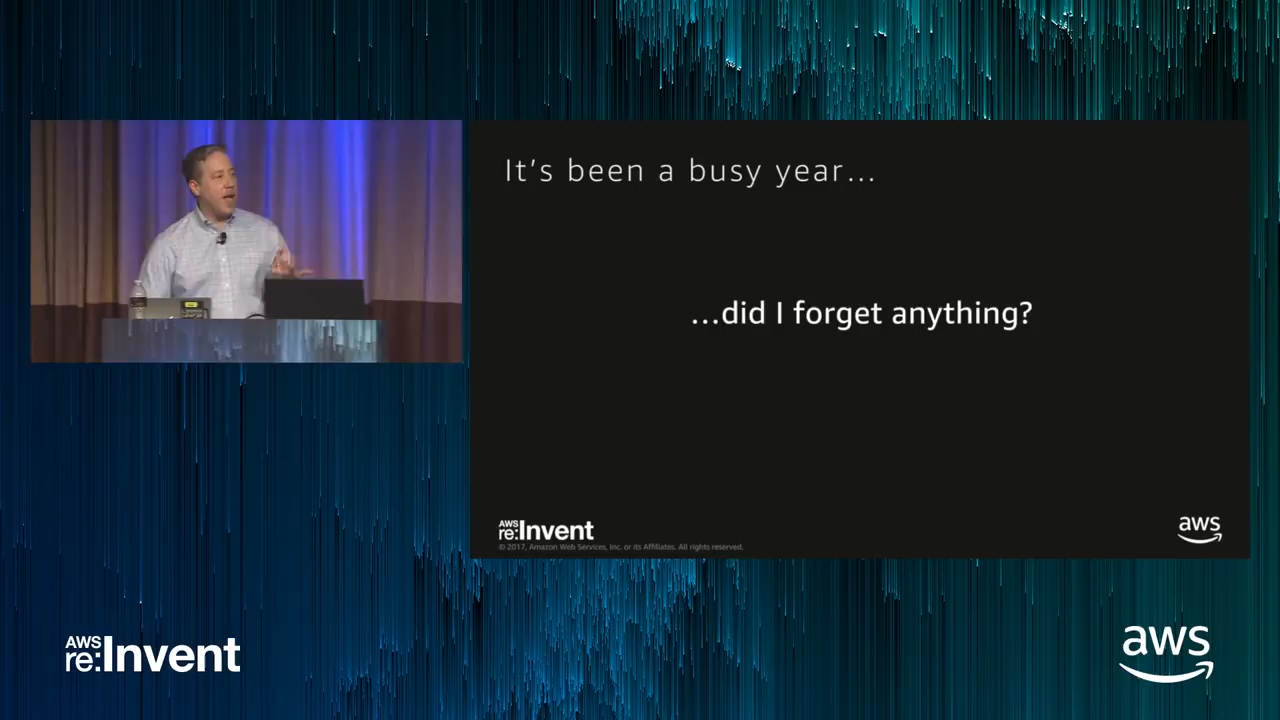 It's been a busy year...
...did I forget anything?
AWS
re:Invent
© 2017, Amazon Web Services, Inc. or its Affiliates. All rights reserved.
aws
AWS
re:Invent
aws